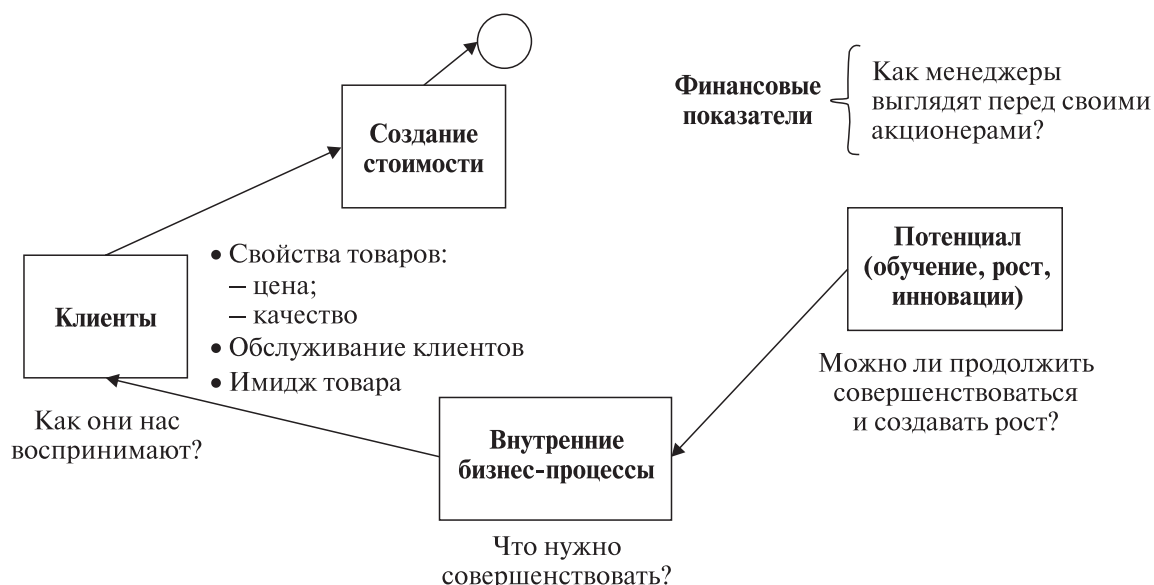 Финансовые
показатели
Как менеджеры
выглядят перед своими
акционерами?
Создание
стоимости
Потенциал
(обучение, рост,
инновации)
Можно ли продолжить
совершенствоваться
и создавать рост?
Клиенты
Как они нас
воспринимают?
• Свойства товаров:
– цена;
– качество
• Обслуживание клиентов
• Имидж товара
Внутренние
бизнес-процессы
Что нужно
совершенствовать?